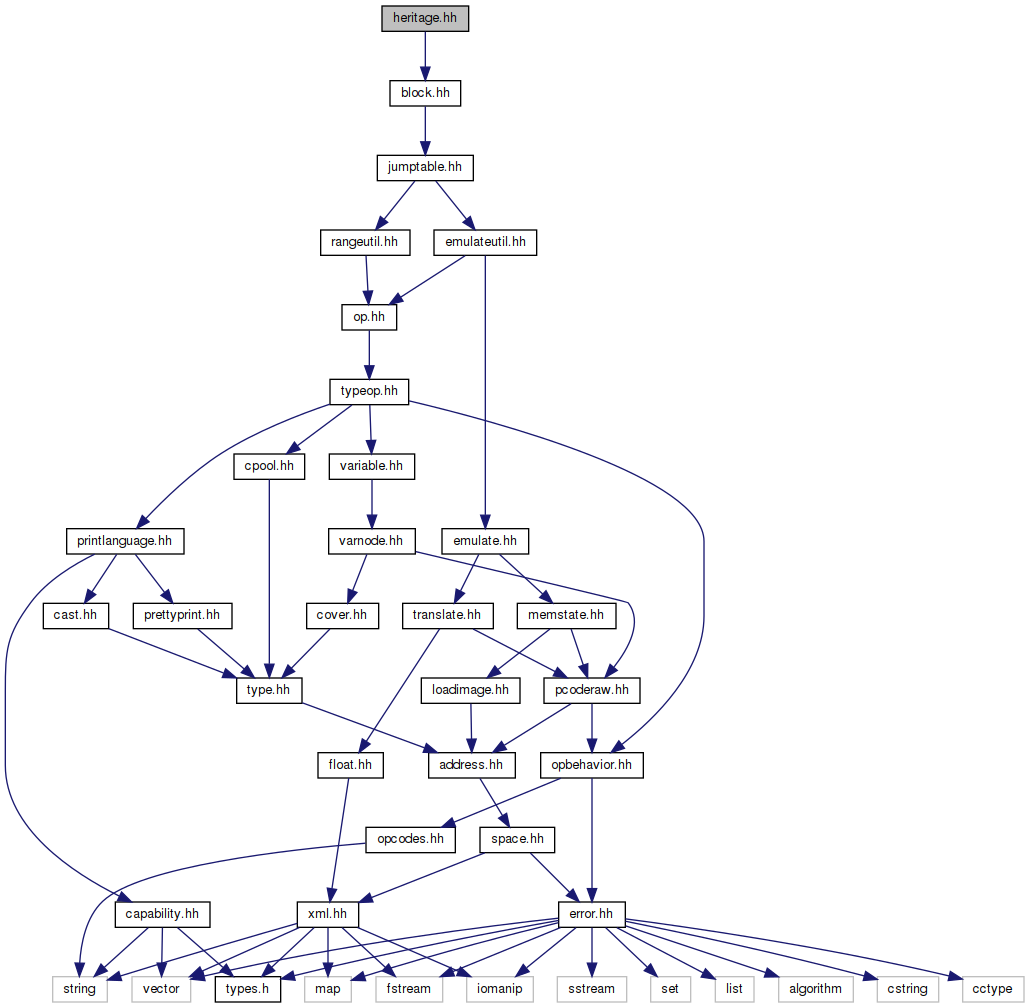 heritage.hh
block.hh
jumptable.hh
rangeutil.hh
emulateutil.hh
op.hh
typeop.hh
cpool.hh
variable.hh
printlanguage.hh
varnode.hh
emulate.hh
cast.hh
prettyprint.hh
cover.hh
translate.hh
memstate.hh
type.hh
loadimage.hh
pcoderaw.hh
float.hh
address.hh
opbehavior.hh
opcodes.hh
space.hh
capability.hh
xml.hh
error.hh
string
vector
types.h
map
fstream
iomanip
sstream
set
list
algorithm
cstring
cctype